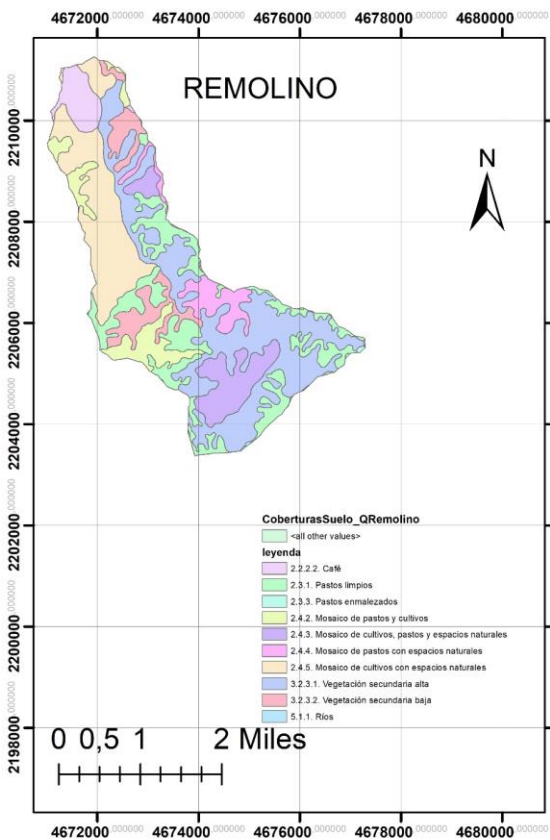 4672000,000000 4674000,000000 4676000,000000 4678000,000000 4680000,000000
REMOLINO
N
2210000,000000
2208000,000000
2206000,000000
2204000,000000
2202000,000000
2200000,000000
2198000,000000
CoberturasSuelo_QRemolino
<all other values>
leyenda
2.2.2.2. Café
2.3.1. Pastos limpios
2.3.3. Pastos enmalezados
2.4.2. Mosaico de pastos y cultivos
2.4.3. Mosaico de cultivos, pastos y espacios naturales
2.4.4. Mosaico de pastos con espacios naturales
2.4.5. Mosaico de cultivos con espacios naturales
3.2.3.1. Vegetación secundaria alta
3.2.3.2. Vegetación secundaria baja
5.1.1. Ríos
0 0,5 1 2 Miles
4672000,000000 4674000,000000 4676000,000000 4678000,000000 4680000,000000